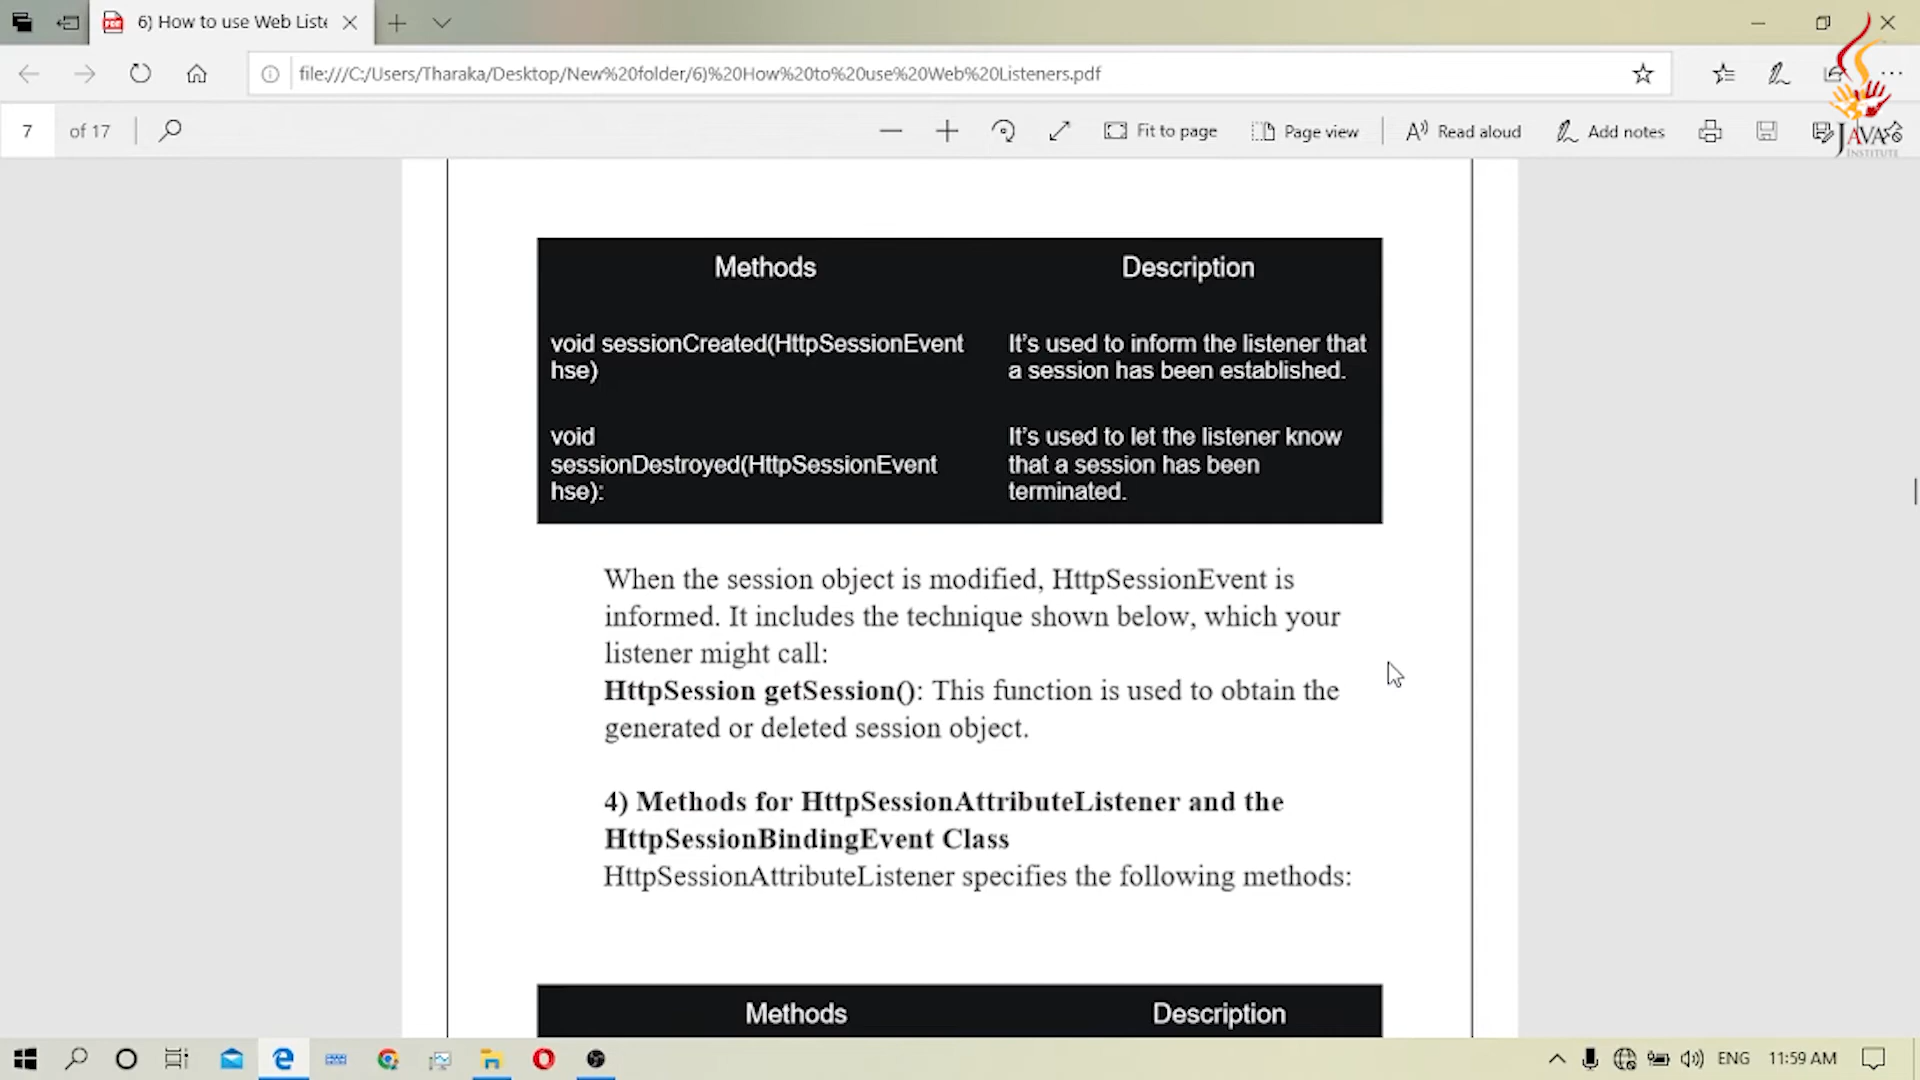 6) How to use Web Liste
file:///C:/Users/Tharaka/Desktop/New%20folder/6)%20How%20to%20use%20Web%20Listeners.pdf
7 of 17
Fit to page
Page view
Read aloud
Add notes
JAVA
INSTITUTE
Methods Description
void sessionCreated(HttpSessionEvent
hse)
It's used to inform the listener that
a session has been established.
void
sessionDestroyed(HttpSessionEvent
hse):
It's used to let the listener know
that a session has been
terminated.
When the session object is modified, HttpSessionEvent is
informed. It includes the technique shown below, which your
listener might call:
HttpSession getSession(): This function is used to obtain the
generated or deleted session object.
4) Methods for HttpSessionAttributeListener and the
HttpSessionBindingEvent Class
HttpSessionAttributeListener specifies the following methods:
Methods Description
ENG
11:59 AM